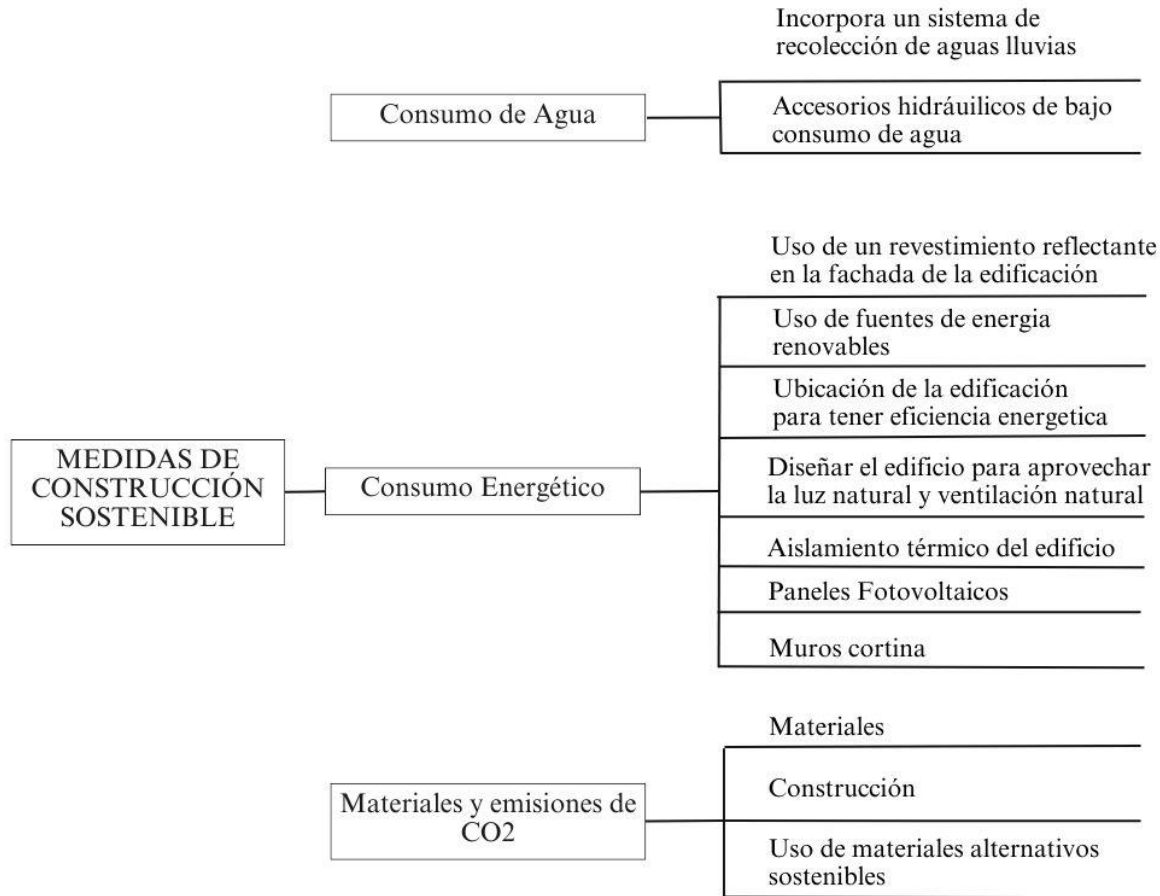 Incorpora un sistema de
recolección de aguas lluvias
Consumo de Agua
Accesorios hidráuilicos de bajo
consumo de agua
Uso de un revestimiento reflectante
en la fachada de la edificación
Uso de fuentes de energia
renovables
Ubicación de la edificación
para tener eficiencia energetica
MEDIDAS DE
CONSTRUCCIÓN
SOSTENIBLE
Consumo Energético
Diseñar el edificio para aprovechar
la luz natural y ventilación natural
Aislamiento térmico del edificio
Paneles Fotovoltaicos
Muros cortina
Materiales
Materiales y emisiones de
CO2
Construcción
Uso de materiales alternativos
sostenibles